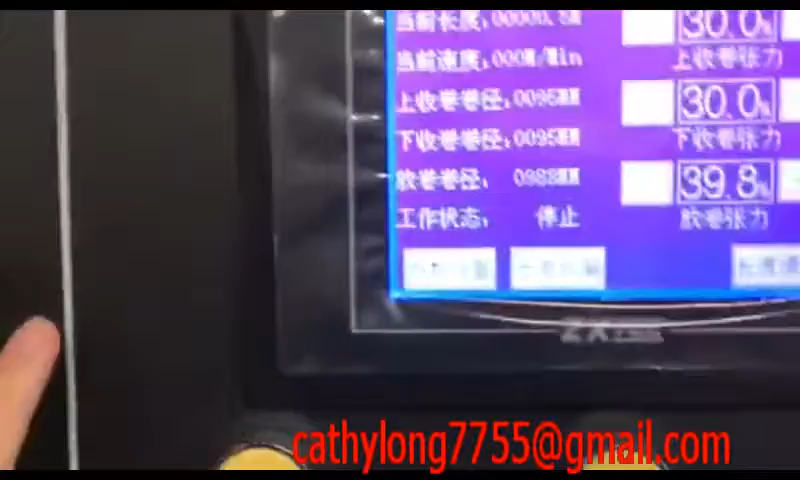 当前长度:00000.8M
30.0%
当前速度:000M/Min
上收卷张力
上收卷卷径:0095MM
30.0%
下收卷卷径:0095MM
下收卷张力
放卷卷径: 0988MM
39.8%
工作状态: 停止
放卷张力
cathylong7755@gmail.com